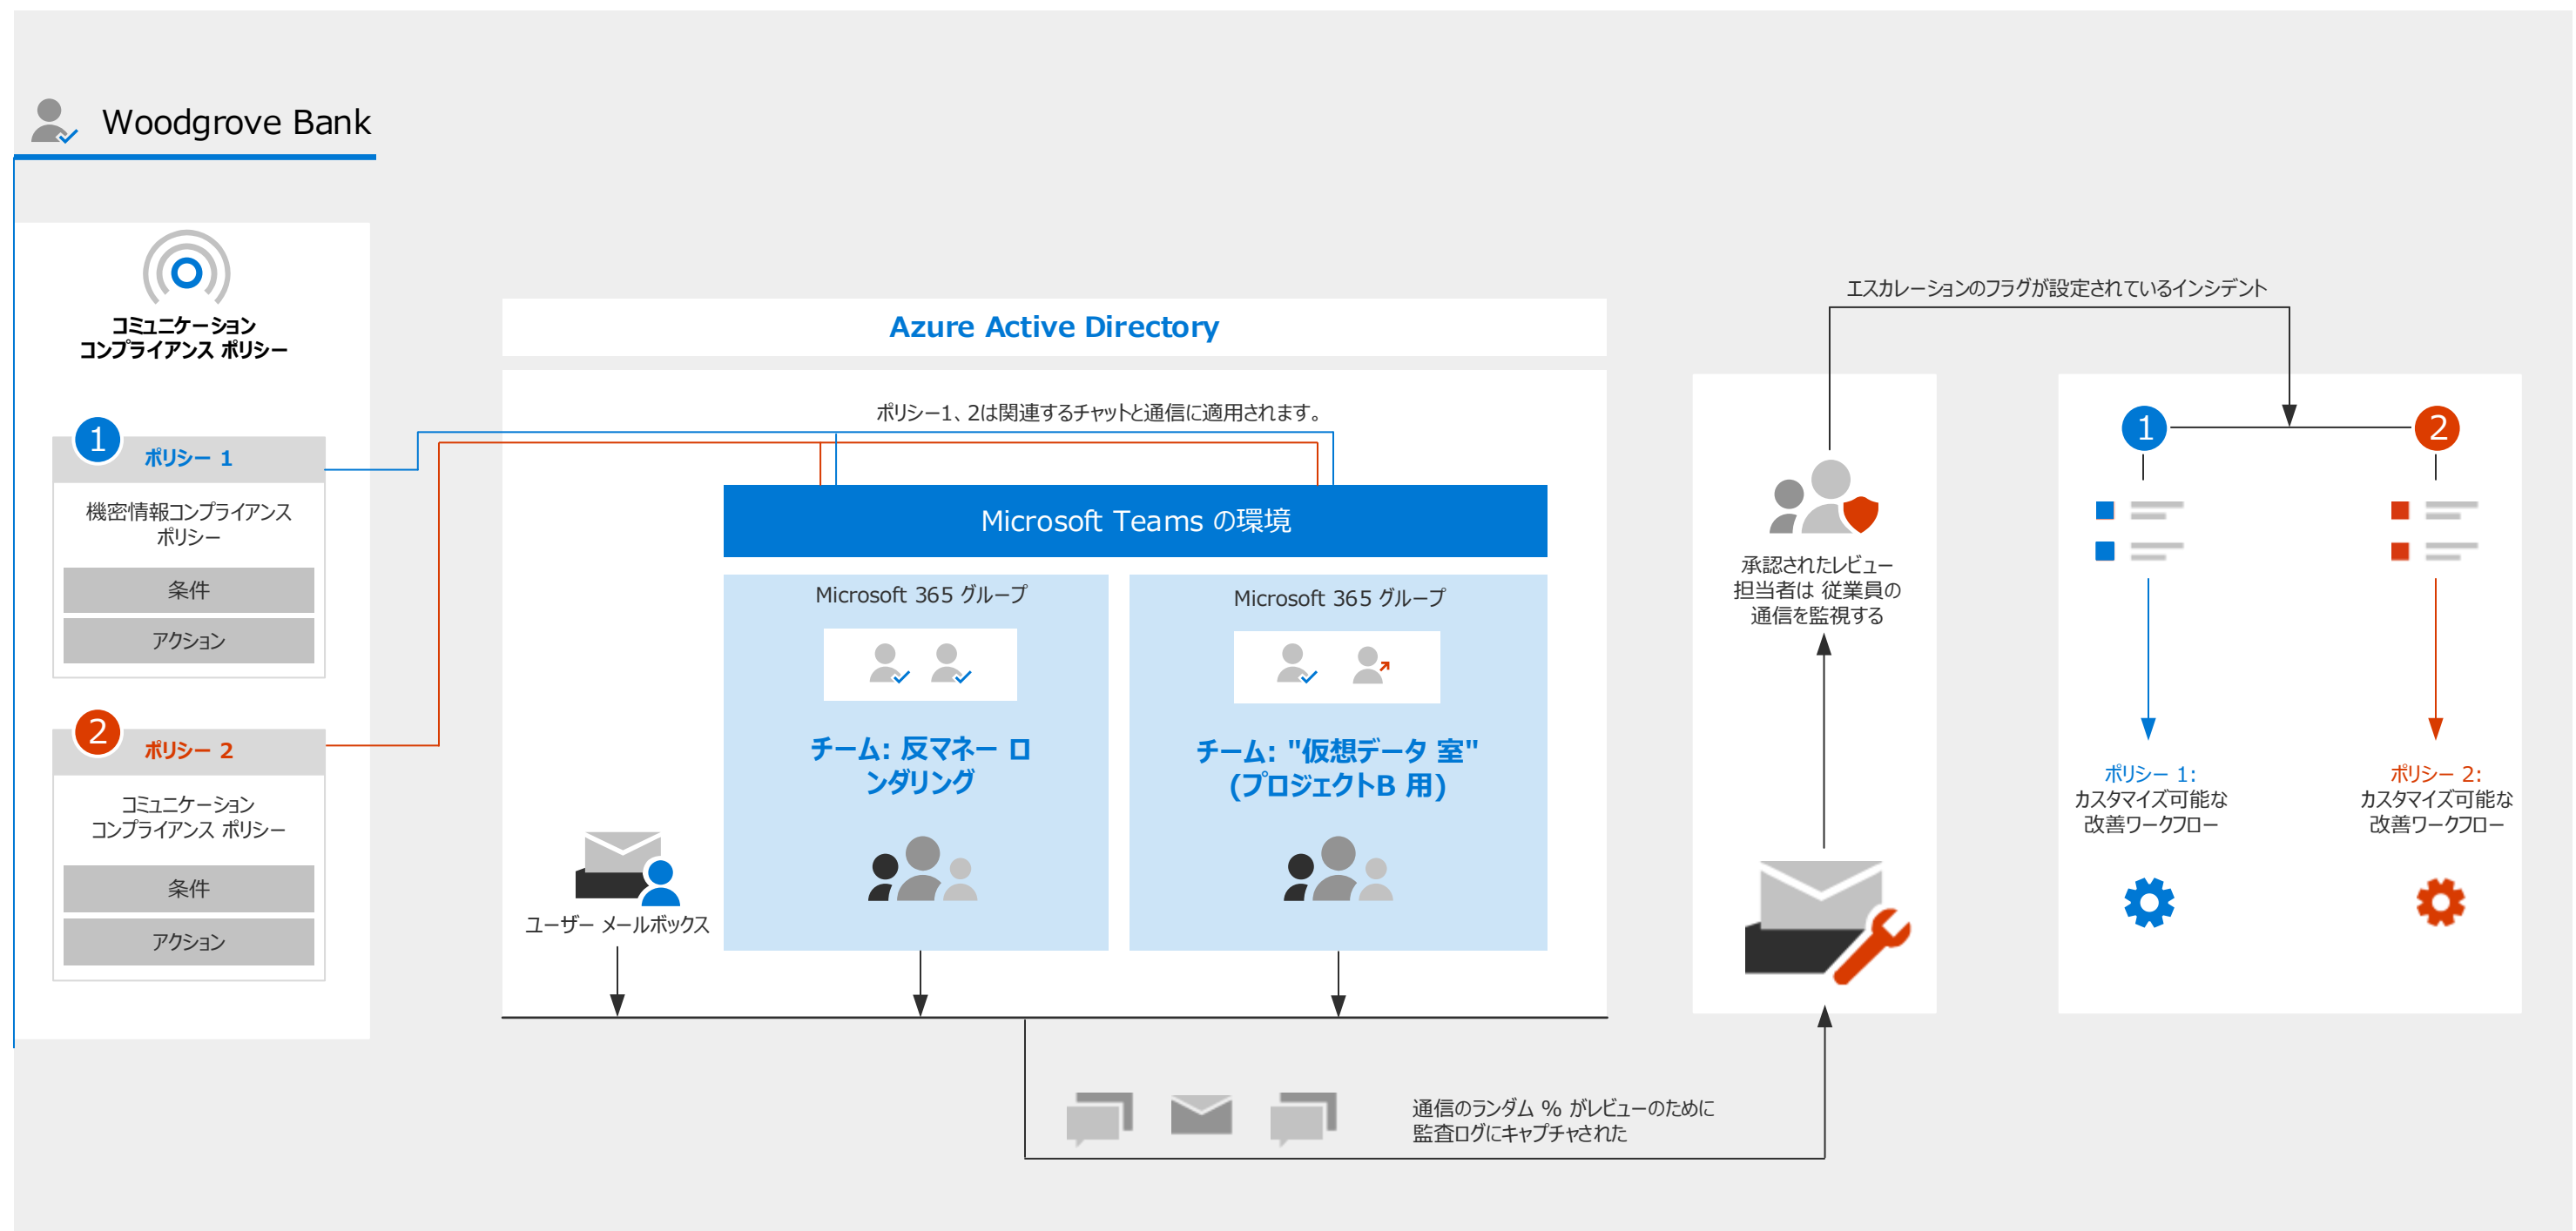 Woodgrove Bank
コミュニケーション
コンプライアンス ポリシー
1
ポリシー 1
機密情報コンプライアンス
ポリシー
条件
アクション
2
ポリシー 2
コミュニケーション
コンプライアンス ポリシー
条件
アクション
Azure Active Directory
ポリシー1、2は関連するチャットと通信に適用されます。
Microsoft Teams の環境
Microsoft 365 グループ
チーム: 反マネー ロ
ンダリング
Microsoft 365 グループ
チーム: "仮想データ 室"
(プロジェクトB 用)
ユーザー メールボックス
通信のランダム % がレビューのために
監査ログにキャプチャされた
承認されたレビュー
担当者は 従業員の
通信を監視する
エスカレーションのフラグが設定されているインシデント
1
2
ポリシー 1:
カスタマイズ可能な
改善ワークフロー
ポリシー 2:
カスタマイズ可能な
改善ワークフロー